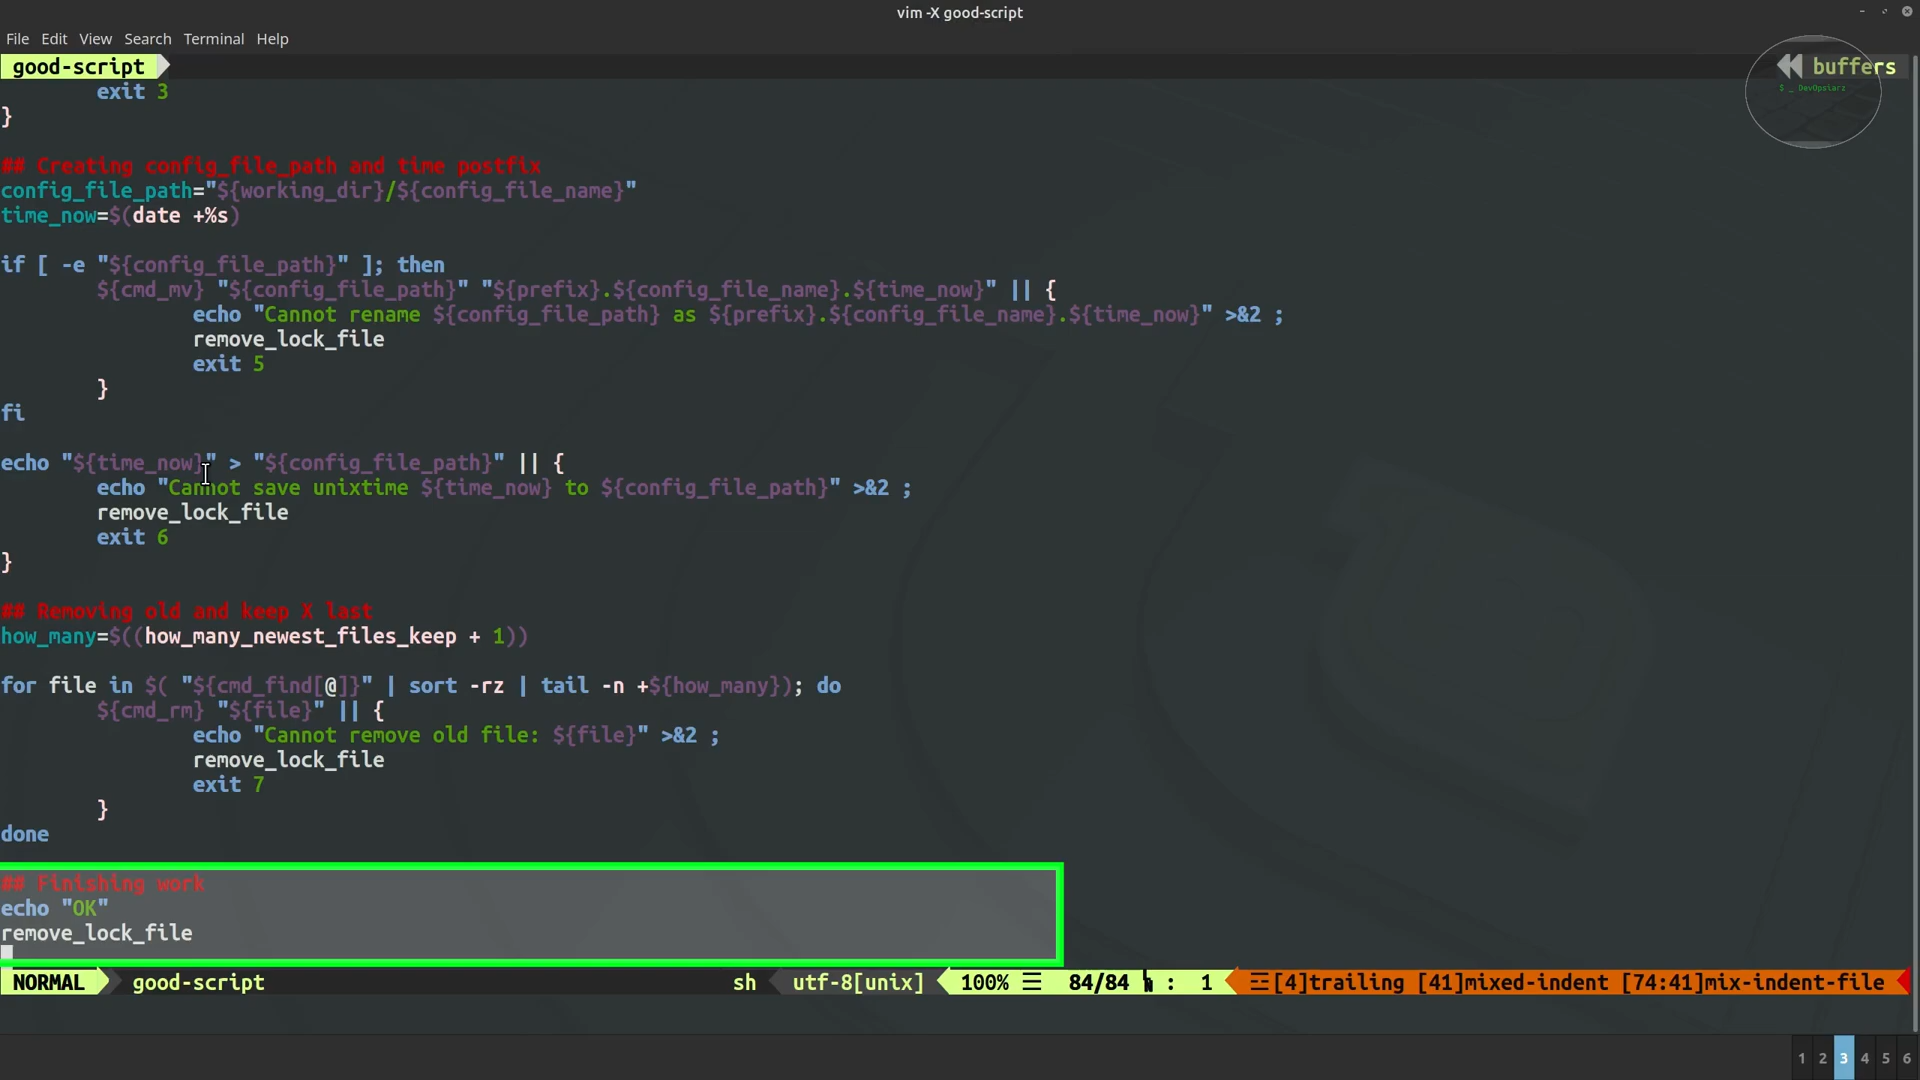 vim -X good-script
File Edit View Search Terminal Help
good-script buffers
$ _ DevOpsiarz
exit 3
}
## Creating config_file_path and time postfix
config_file_path="${working_dir}/${config_file_name}"
time_now=$(date +%s)
if [ -e "${config_file_path}" ]; then
${cmd_mv} "${config_file_path}" "${prefix}.${config_file_name}.${time_now}" || {
echo "Cannot rename ${config_file_path} as ${prefix}.${config_file_name}.${time_now}" >&2 ;
remove_lock_file
exit 5
}
fi
echo "${time_now}" > "${config_file_path}" || {
echo "Cannot save unixtime ${time_now} to ${config_file_path}" >&2 ;
remove_lock_file
exit 6
}
## Removing old and keep X last
how_many=$((how_many_newest_files_keep + 1))
for file in $( "${cmd_find[@]}" | sort -rz | tail -n +${how_many}); do
${cmd_rm} "${file}" || {
echo "Cannot remove old file: ${file}" >&2 ;
remove_lock_file
exit 7
}
done
## Finishing work
echo "OK"
remove_lock_file
NORMAL good-script sh utf-8[unix] 100% ☰ 84/84 : 1 ☲[4]trailing [41]mixed-indent [74:41]mix-indent-file
1 2 3 4 5 6